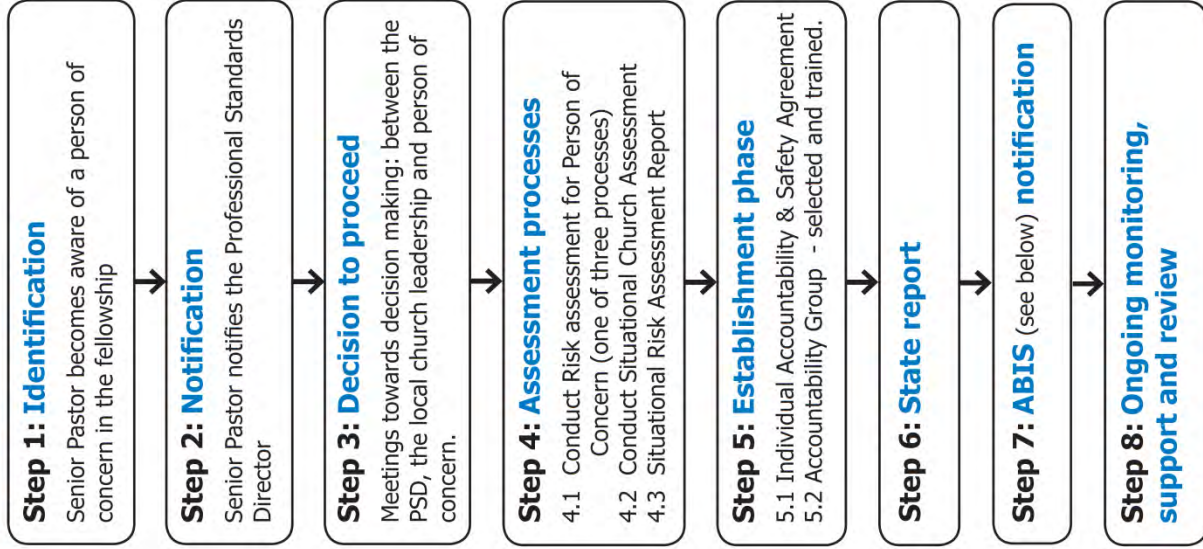 Step 1: Identification
Senior Pastor becomes aware of a person of
concern in the fellowship
Step 2: Notification
Senior Pastor notifies the Professional Standards
Director
Step 3: Decision to proceed
Meetings towards decision making: between the
PSD, the local church leadership and person of
concern.
Step 4: Assessment processes
4.1 Conduct Risk assessment for Person of
Concern (one of three processes)
4.2 Conduct Situational Church Assessment
4.3 Situational Risk Assessment Report
Step 5: Establishment phase
5.1 Individual Accountability & Safety Agreement
5.2 Accountability Group - selected and trained.
Step 6: State report
Step 7: ABIS (see below) notification
Step 8: Ongoing monitoring,
support and review